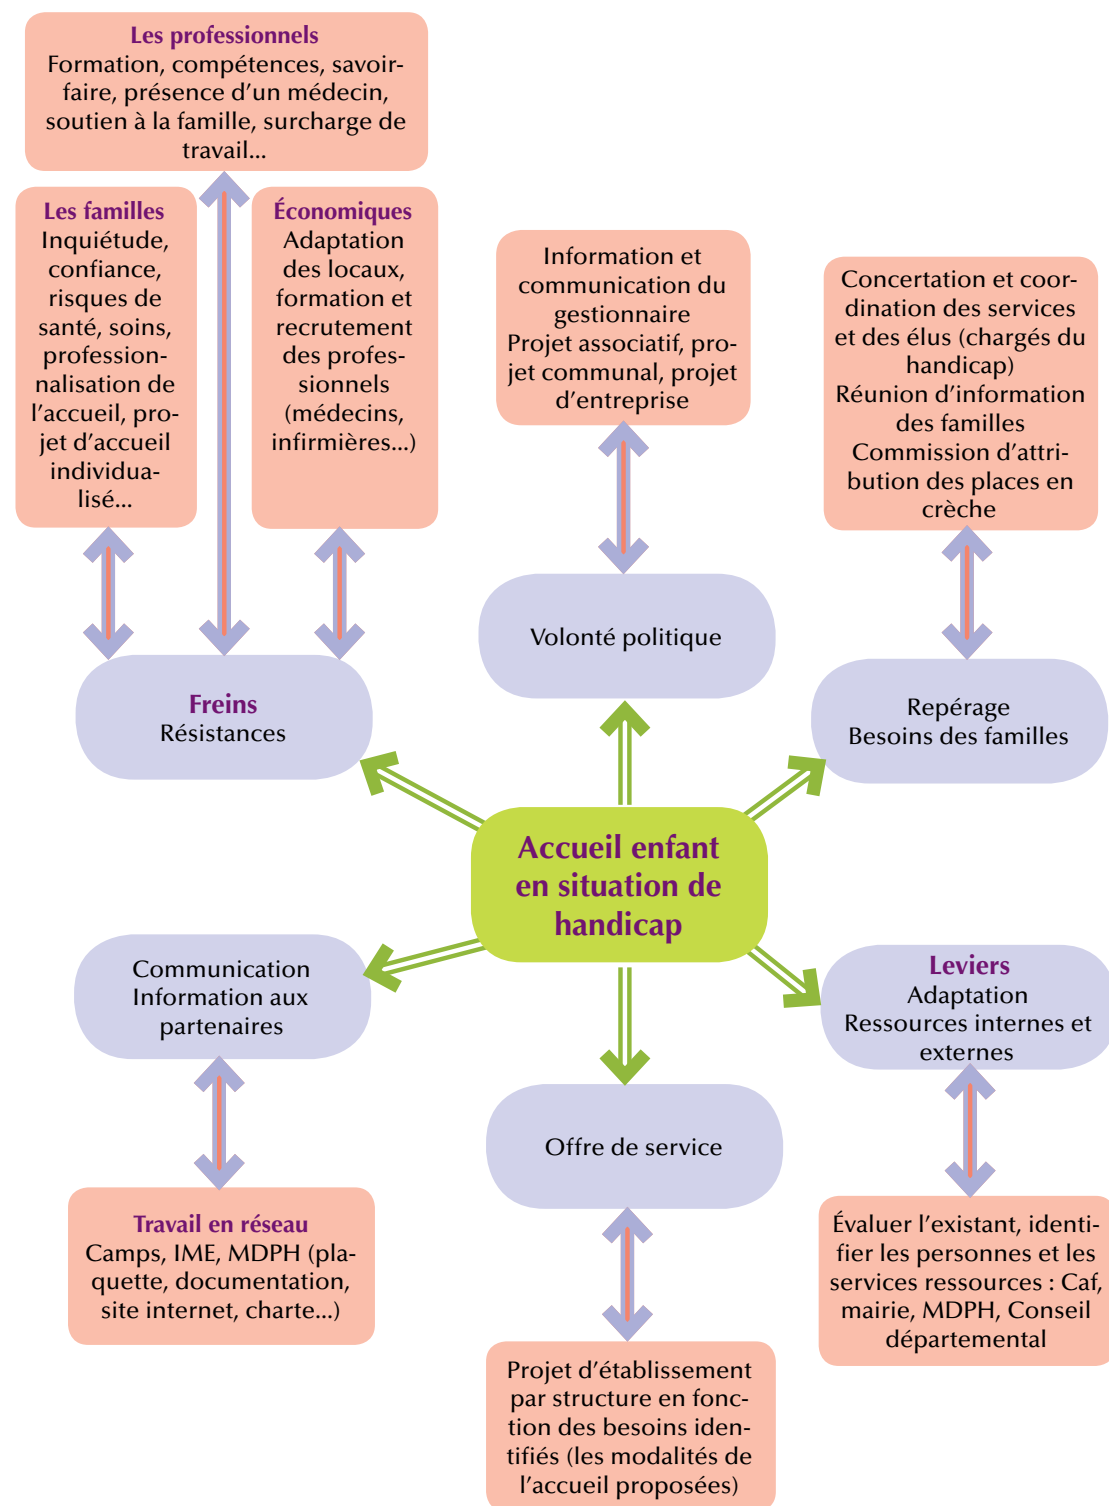 Les professionnels
Formation, compétences, savoir-
faire, présence d’un médecin,
soutien à la famille, surcharge de
travail...
Les familles
Inquiétude,
confiance,
risques de
santé, soins,
profession-
nalisation de
l’accueil, pro-
jet d’accueil
individua-
lisé...
Économiques
Adaptation
des locaux,
formation et
recrutement
des profes-
sionnels
(médecins,
infirmières...)
Information et
communication du
gestionnaire
Projet associatif, pro-
jet communal, projet
d’entreprise
Concertation et coor-
dination des services
et des élus (chargés du
handicap)
Réunion d’information
des familles
Commission d’attri-
bution des places en
crèche
Freins
Résistances
Volonté politique
Repérage
Besoins des familles
Accueil enfant
en situation de
handicap
Communication
Information aux
partenaires
Leviers
Adaptation
Ressources internes et
externes
Offre de service
Travail en réseau
Camps, IME, MDPH (pla-
quette, documentation,
site internet, charte...)
Projet d’établissement
par structure en fonc-
tion des besoins iden-
tifiés (les modalités de
l’accueil proposées)
Évaluer l’existant, identi-
fier les personnes et les
services ressources : Caf,
mairie, MDPH, Conseil
départemental